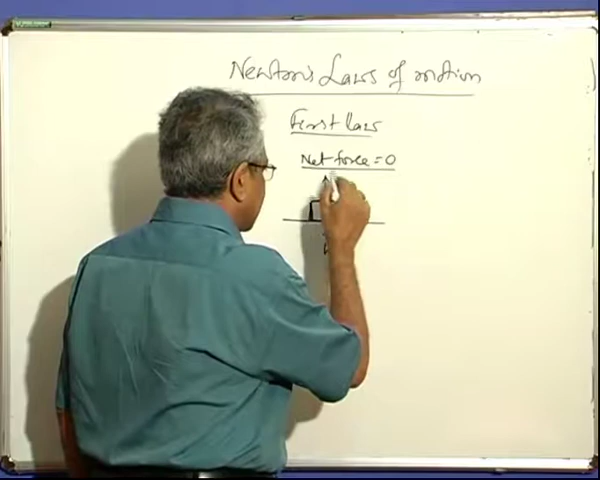 Newton's Laws of motion
First law
Net force = 0